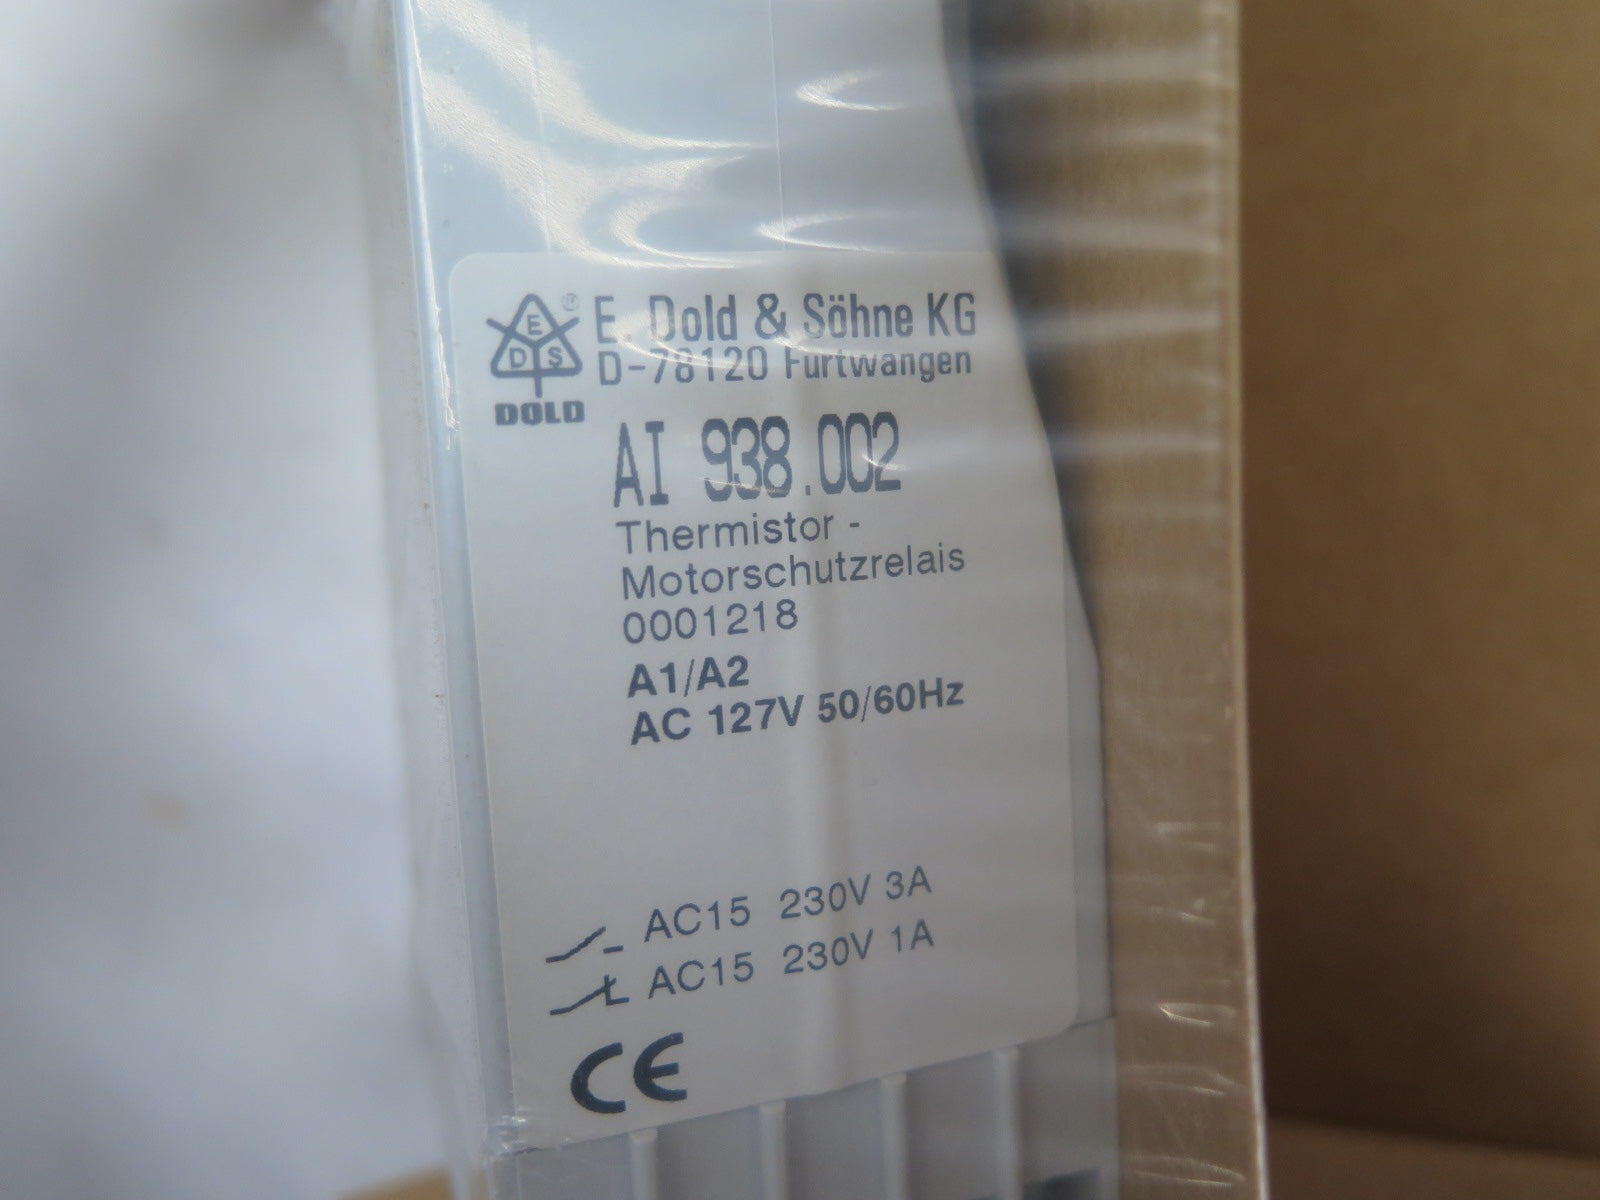 E. Dold & Söhne KG
D-78120 Furtwangen
E
D S
®
DOLD
AI 938.002
Thermistor -
Motorschutzrelais
0001218
A1/A2
AC 127V 50/60Hz
AC15 230V 3A
AC15 230V 1A
CE